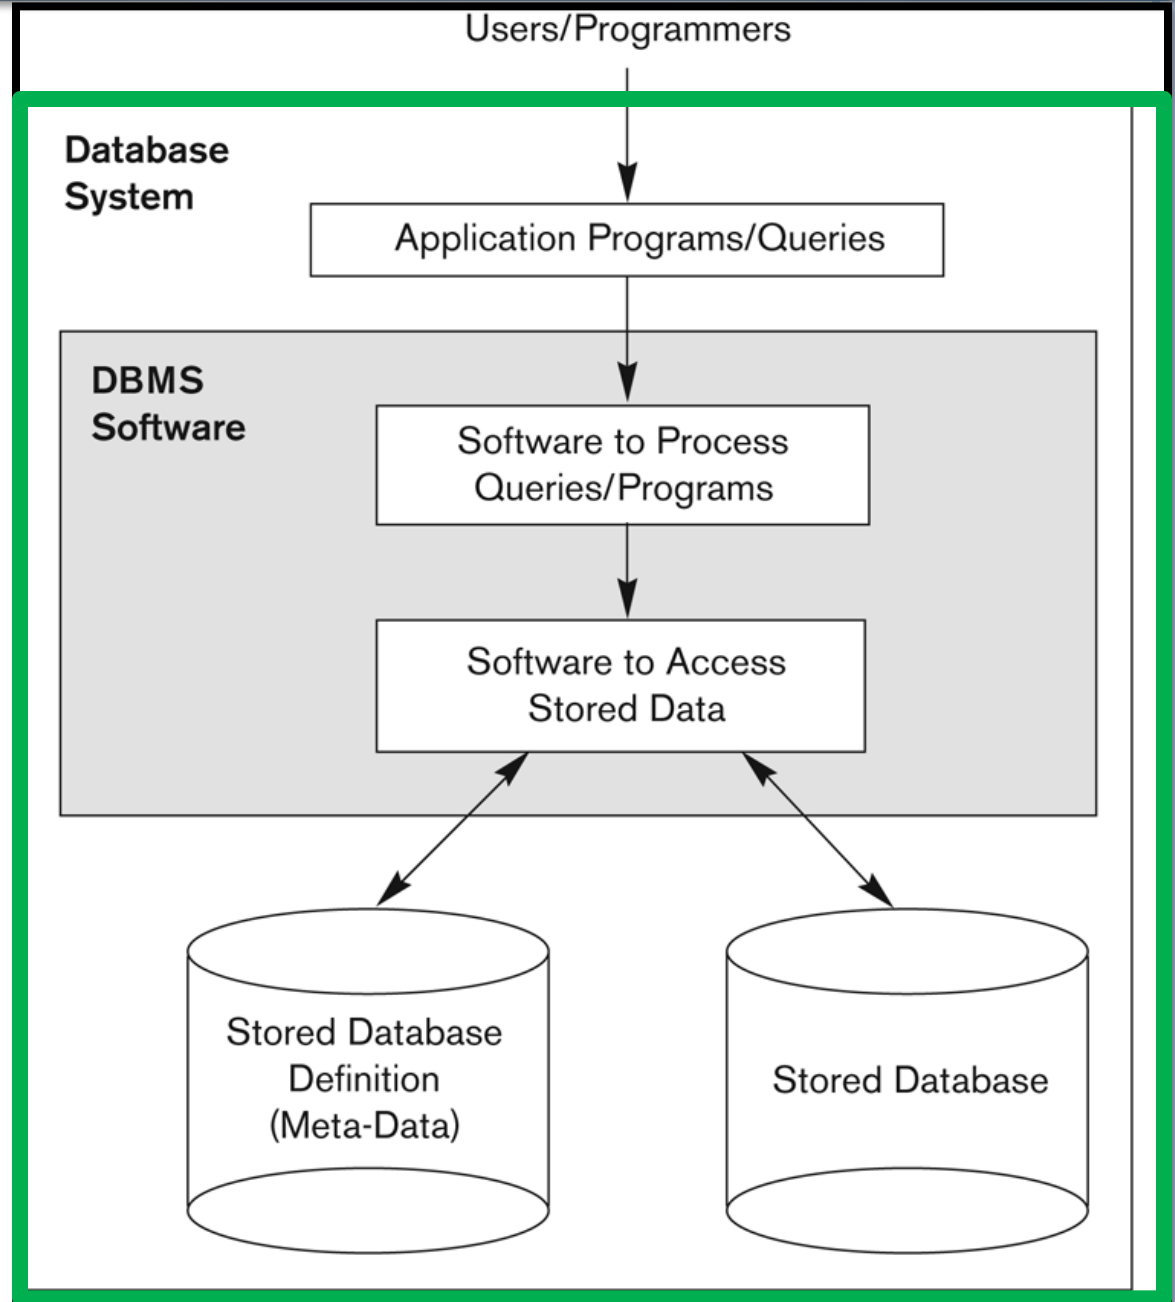 Users/Programmers
Database
System
Application Programs/Queries
DBMS
Software
Software to Process
Queries/Programs
Software to Access
Stored Data
Stored Database
Definition
(Meta-Data)
Stored Database